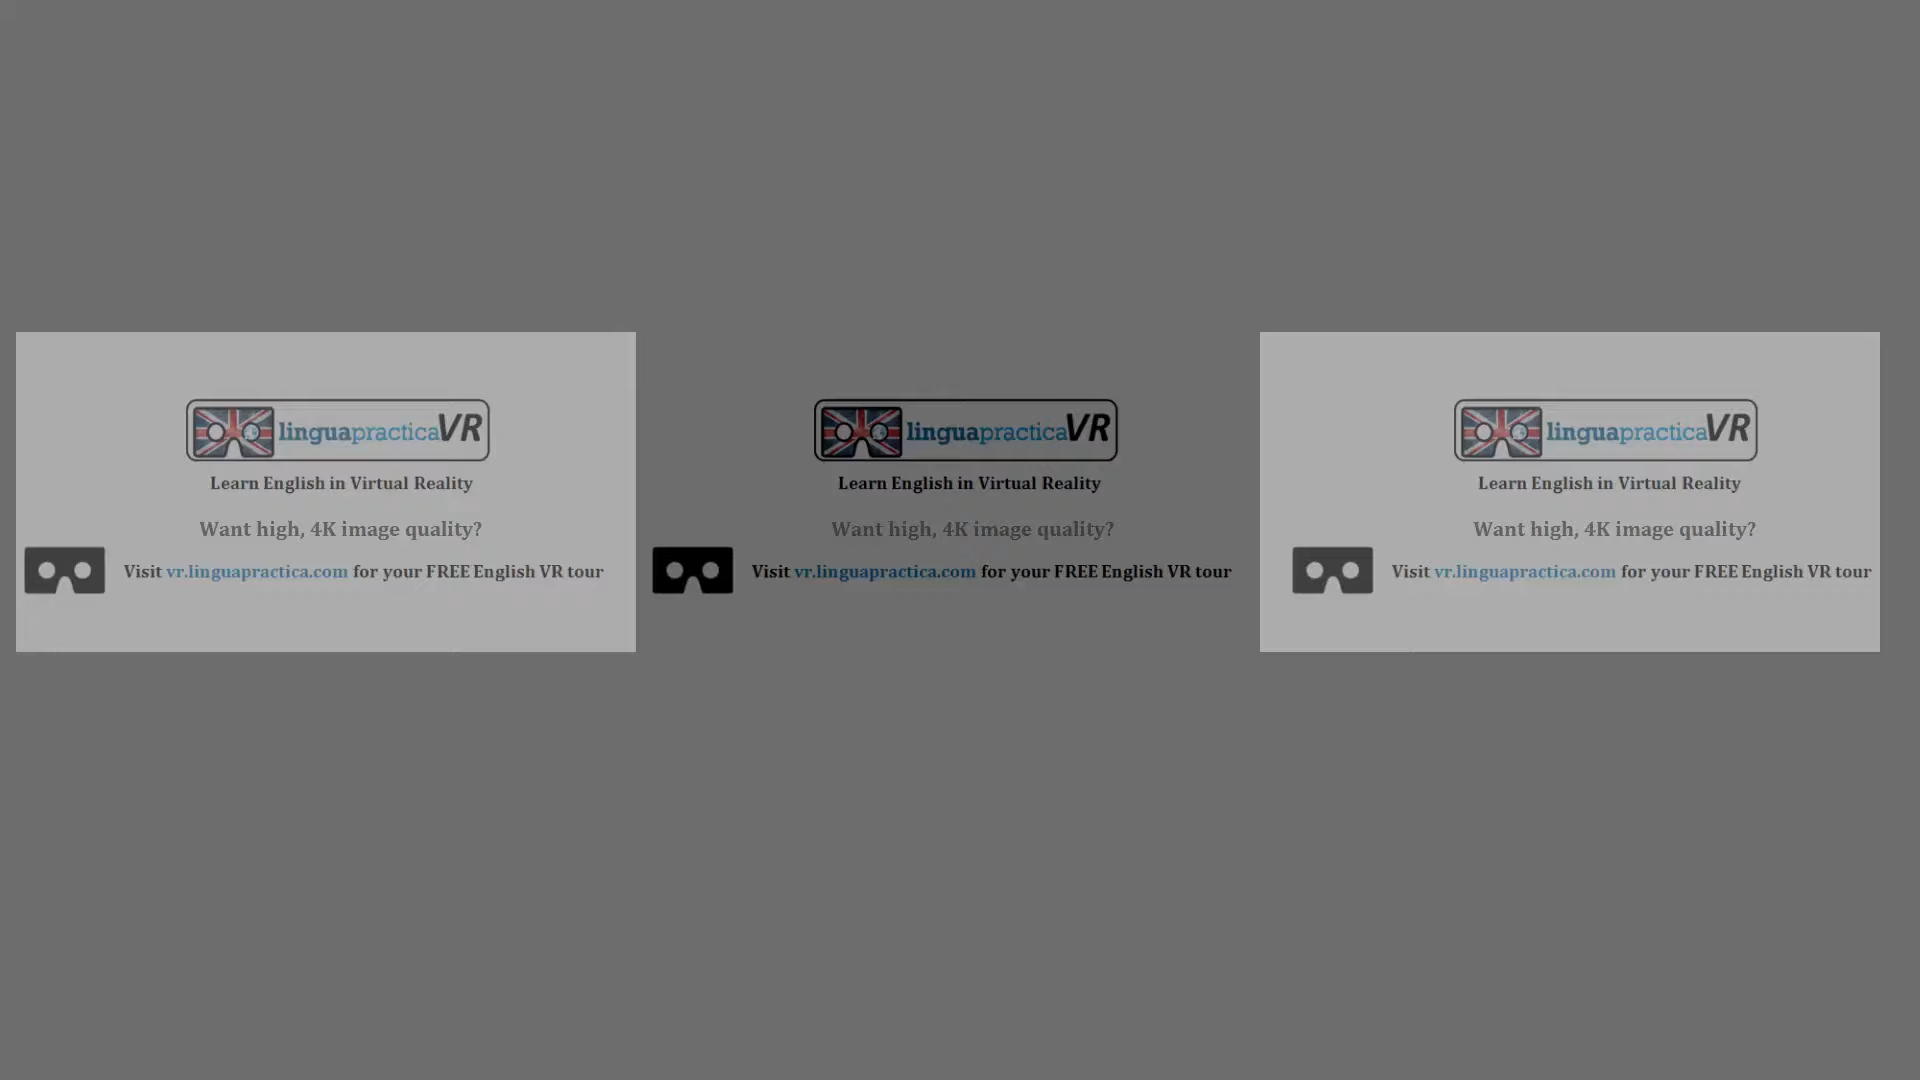 linguapracticaVR
Learn English in Virtual Reality
Want high, 4K image quality?
Visit vr.linguapractica.com for your FREE English VR tour
linguapracticaVR
Learn English in Virtual Reality
Want high, 4K image quality?
Visit vr.linguapractica.com for your FREE English VR tour
linguapracticaVR
Learn English in Virtual Reality
Want high, 4K image quality?
Visit vr.linguapractica.com for your FREE English VR tour